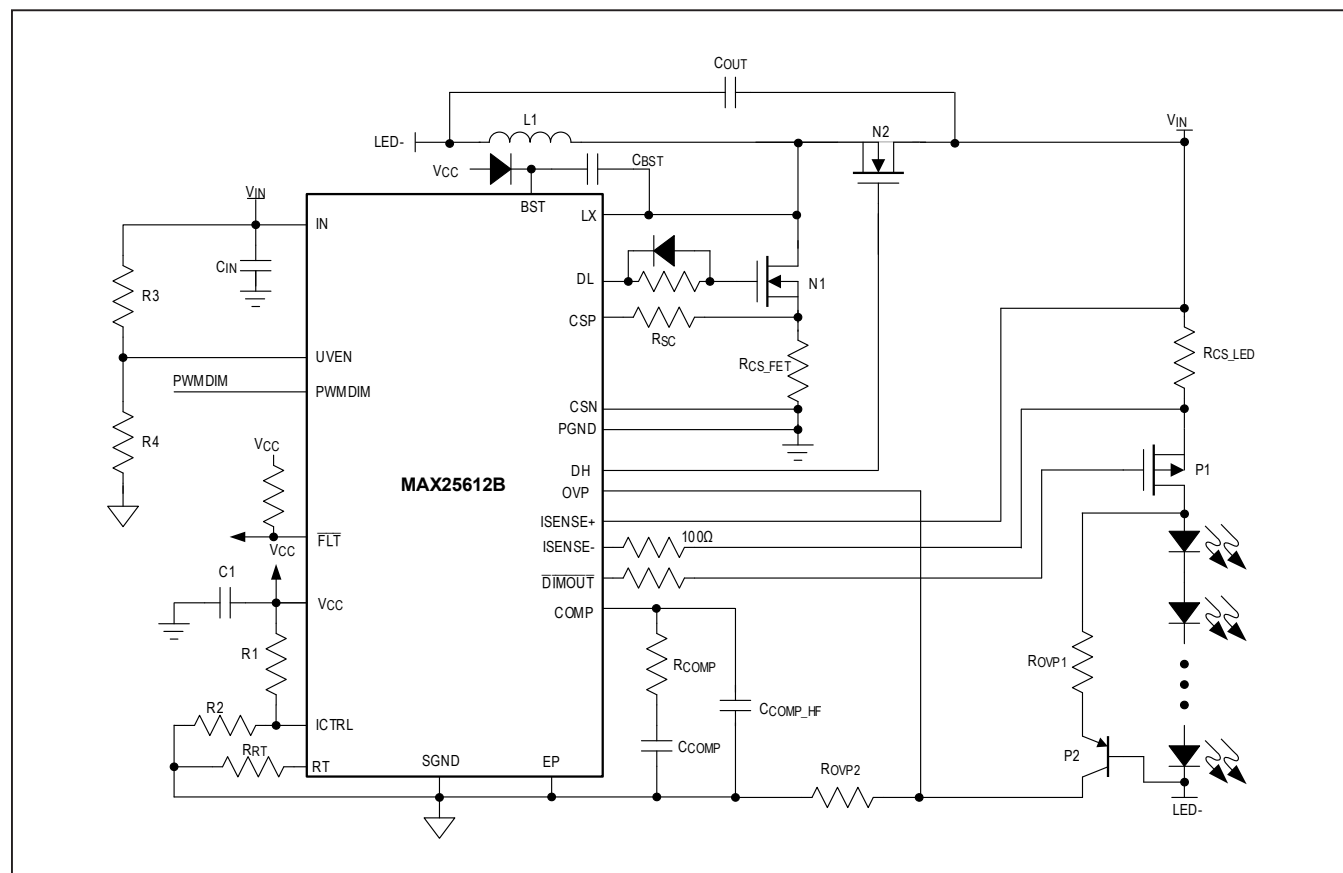 COUT
L1
N2
VIN
LED-
VCC
CBST
VIN
BST
IN
LX
CIN
R3
DL
N1
CSP
RSC
UVEN
RCS_FET
RCS_LED
PWMDIM
PWMDIM
CSN
PGND
R4
VCC
DH
P1
MAX25612B
OVP
ISENSE+
FLT
ISENSE-
100Ω
VCC
DIMOUT
C1
VCC
COMP
R1
RCOMP
ROVP1
R2
ICTRL
CCOMP_HF
RRT
CCOMP
RT
SGND
EP
ROVP2
P2
LED-